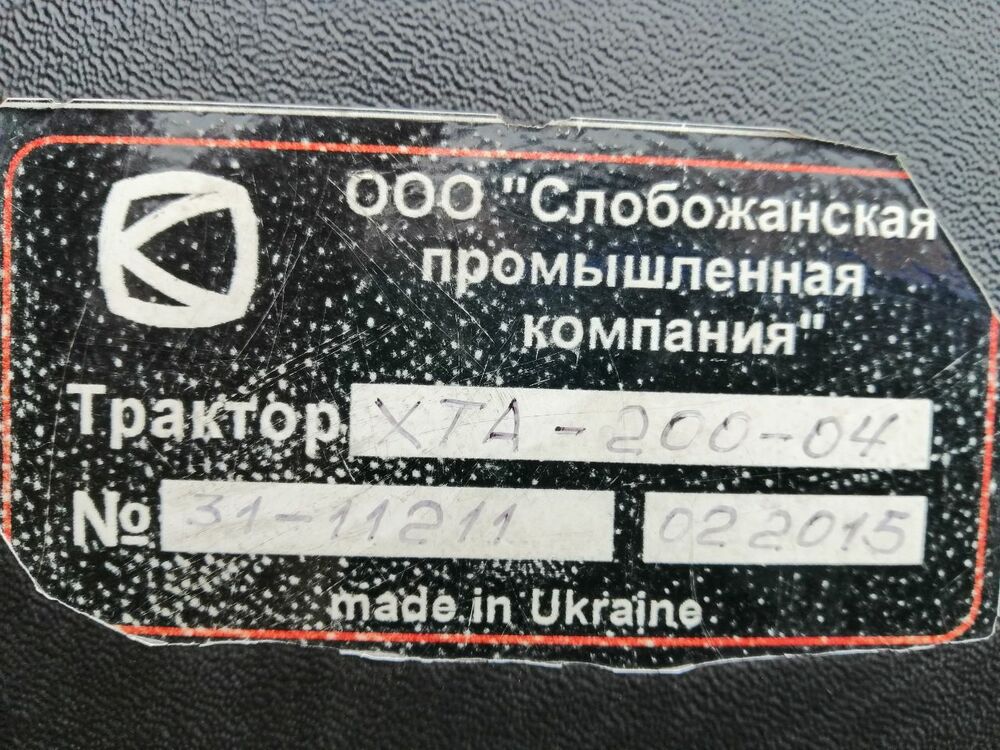 ООО "Слобожанская
промышленная
компания"
Трактор ХТА-200-04
№ 31-11211 02 2015
made in Ukraine